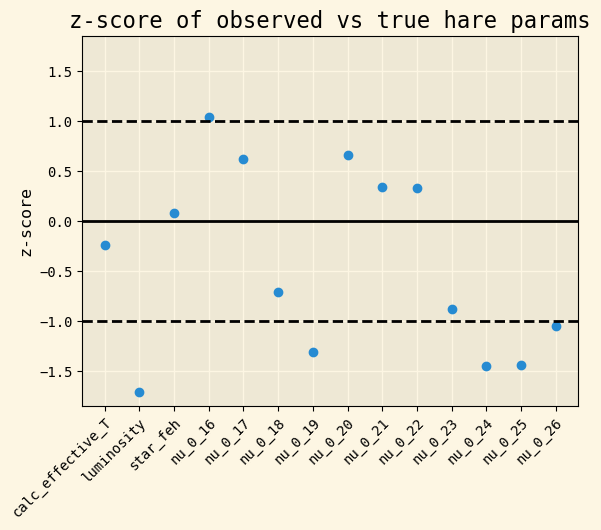 z-score of observed vs true hare params
z-score
1.5
1.0
0.5
0.0
−0.5
−1.0
−1.5
calc_effective_T
luminosity
star_feh
nu_0_16
nu_0_17
nu_0_18
nu_0_19
nu_0_20
nu_0_21
nu_0_22
nu_0_23
nu_0_24
nu_0_25
nu_0_26